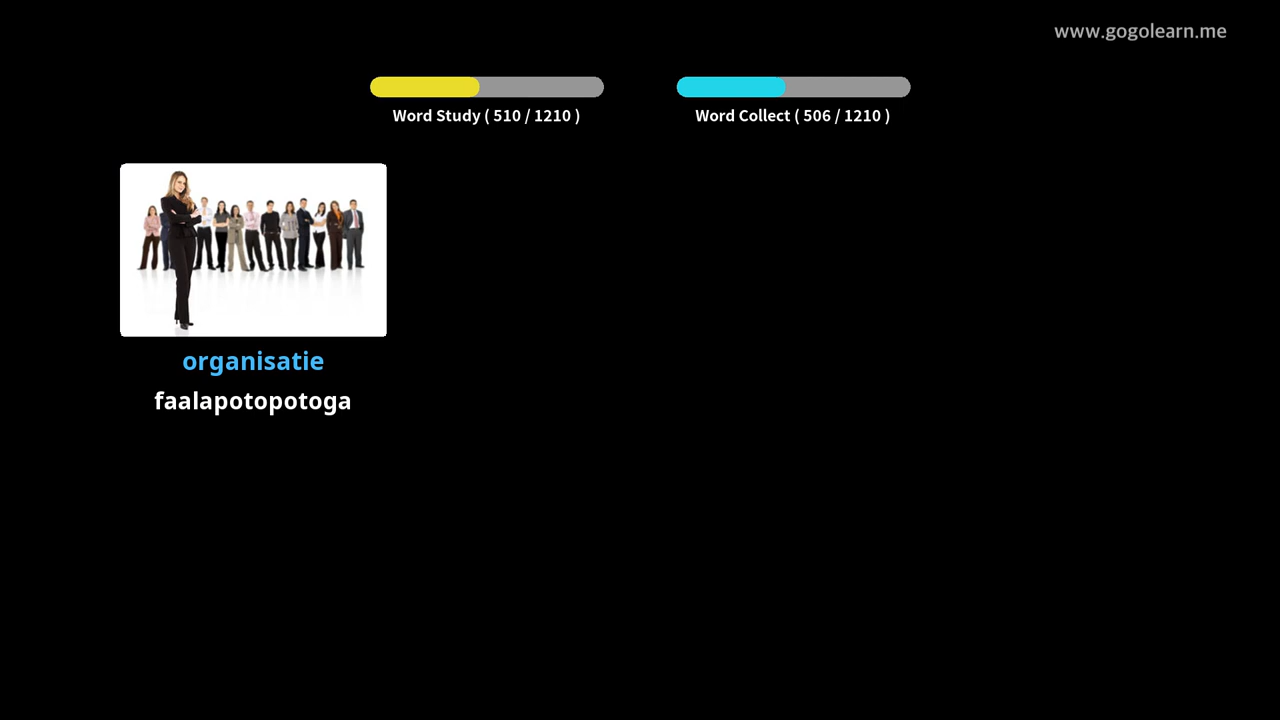 www.gogolearn.me
Word Study ( 510 / 1210 )
Word Collect ( 506 / 1210 )
organisatie
faalapotopotoga